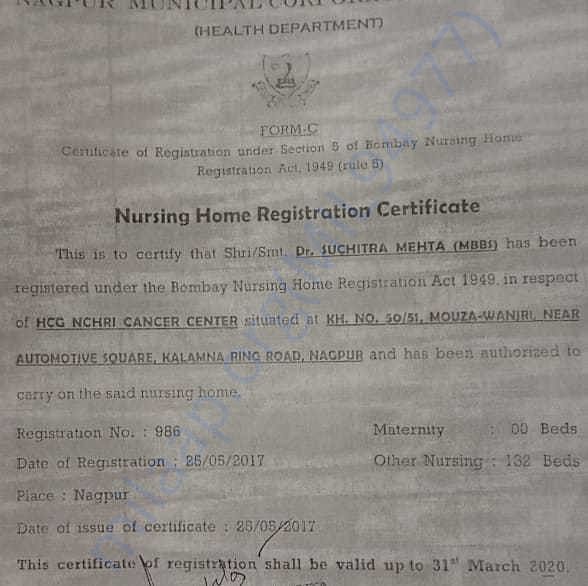 NAGPUR MUNICIPAL CORPORA
(HEALTH DEPARTMENT)
FORM-C
Certificate of Registration under Section 5 of Bombay Nursing Home
Registration Act, 1949 (rule 5)
Nursing Home Registration Certificate
This is to certify that Shri/Smt. Dr. SUCHITRA MEHTA (MBBS) has been
registered under the Bombay Nursing Home Registration Act 1949. in respect
of HCG NCHRI CANCER CENTER situated at KH. NO. 50/51, MOUZA-WANJRI, NEAR
AUTOMOTIVE SQUARE, KALAMNA RING ROAD, NAGPUR and has been authorized to
carry on the said nursing home.
Registration No. : 986
Maternity : 00 Beds
Date of Registration : 25/05/2017
Other Nursing : 132 Beds
Place : Nagpur
Date of issue of certificate : 25/05/2017
This certificate of registration shall be valid up to 31st March 2020.